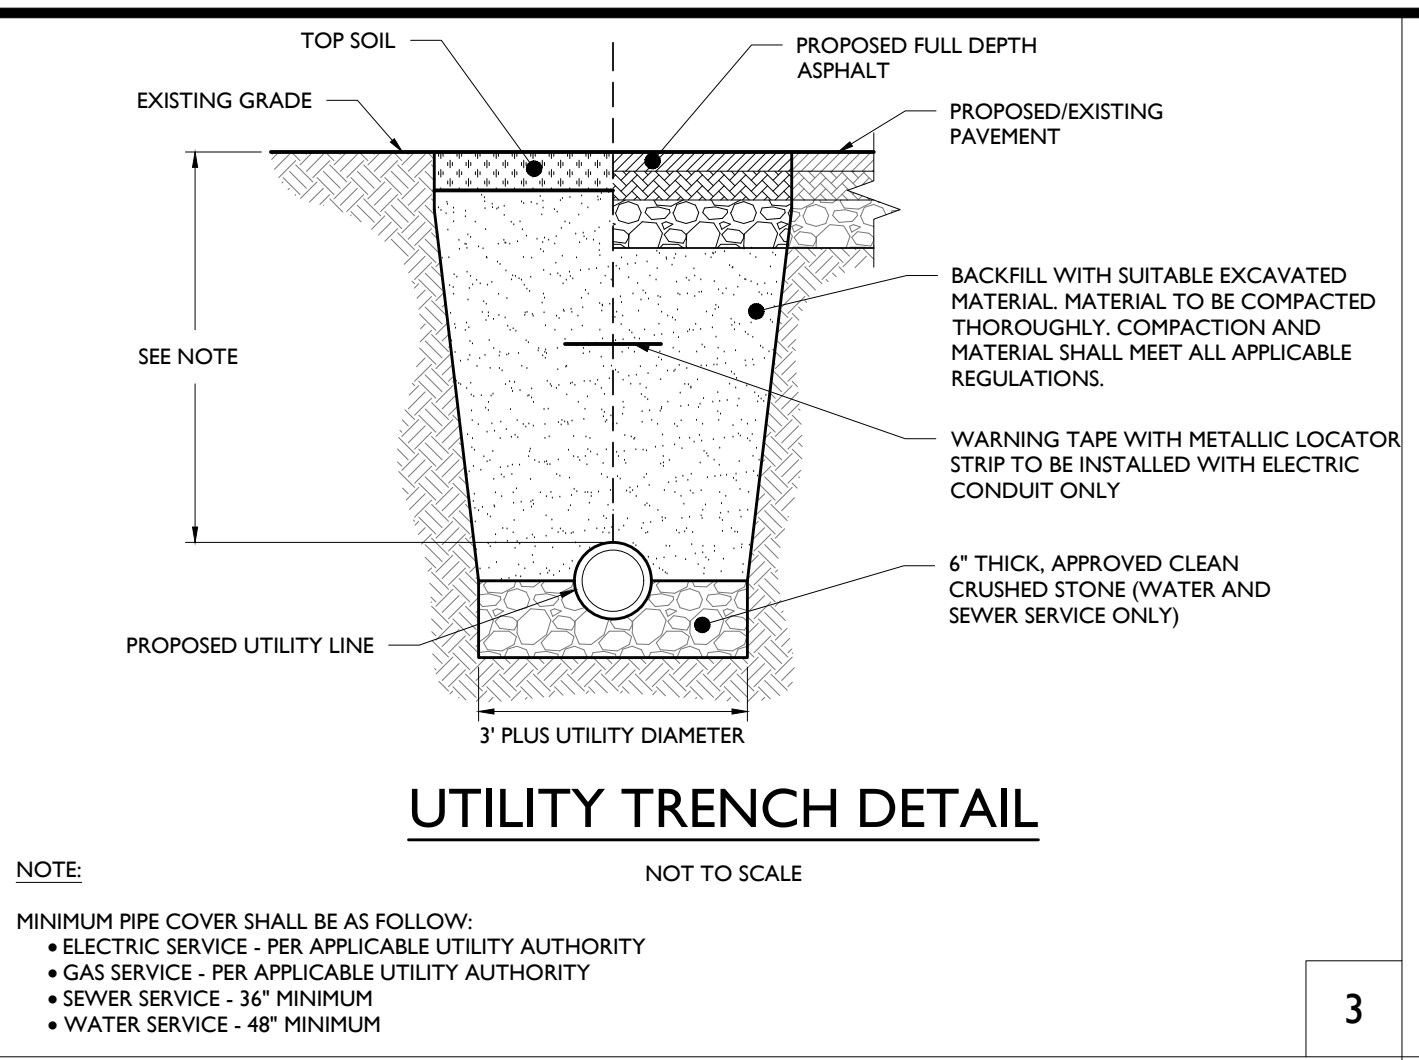 TOP SOIL
PROPOSED FULL DEPTH
ASPHALT
EXISTING GRADE
PROPOSED/EXISTING
PAVEMENT
SEE NOTE
BACKFILL WITH SUITABLE EXCAVATED
MATERIAL. MATERIAL TO BE COMPACTED
THOROUGHLY. COMPACTION AND
MATERIAL SHALL MEET ALL APPLICABLE
REGULATIONS.
WARNING TAPE WITH METALLIC LOCATOR
STRIP TO BE INSTALLED WITH ELECTRIC
CONDUIT ONLY
6" THICK, APPROVED CLEAN
CRUSHED STONE (WATER AND
SEWER SERVICE ONLY)
PROPOSED UTILITY LINE
3' PLUS UTILITY DIAMETER
UTILITY TRENCH DETAIL
NOT TO SCALE
NOTE:
MINIMUM PIPE COVER SHALL BE AS FOLLOW:
• ELECTRIC SERVICE - PER APPLICABLE UTILITY AUTHORITY
• GAS SERVICE - PER APPLICABLE UTILITY AUTHORITY
• SEWER SERVICE - 36" MINIMUM
• WATER SERVICE - 48" MINIMUM
3